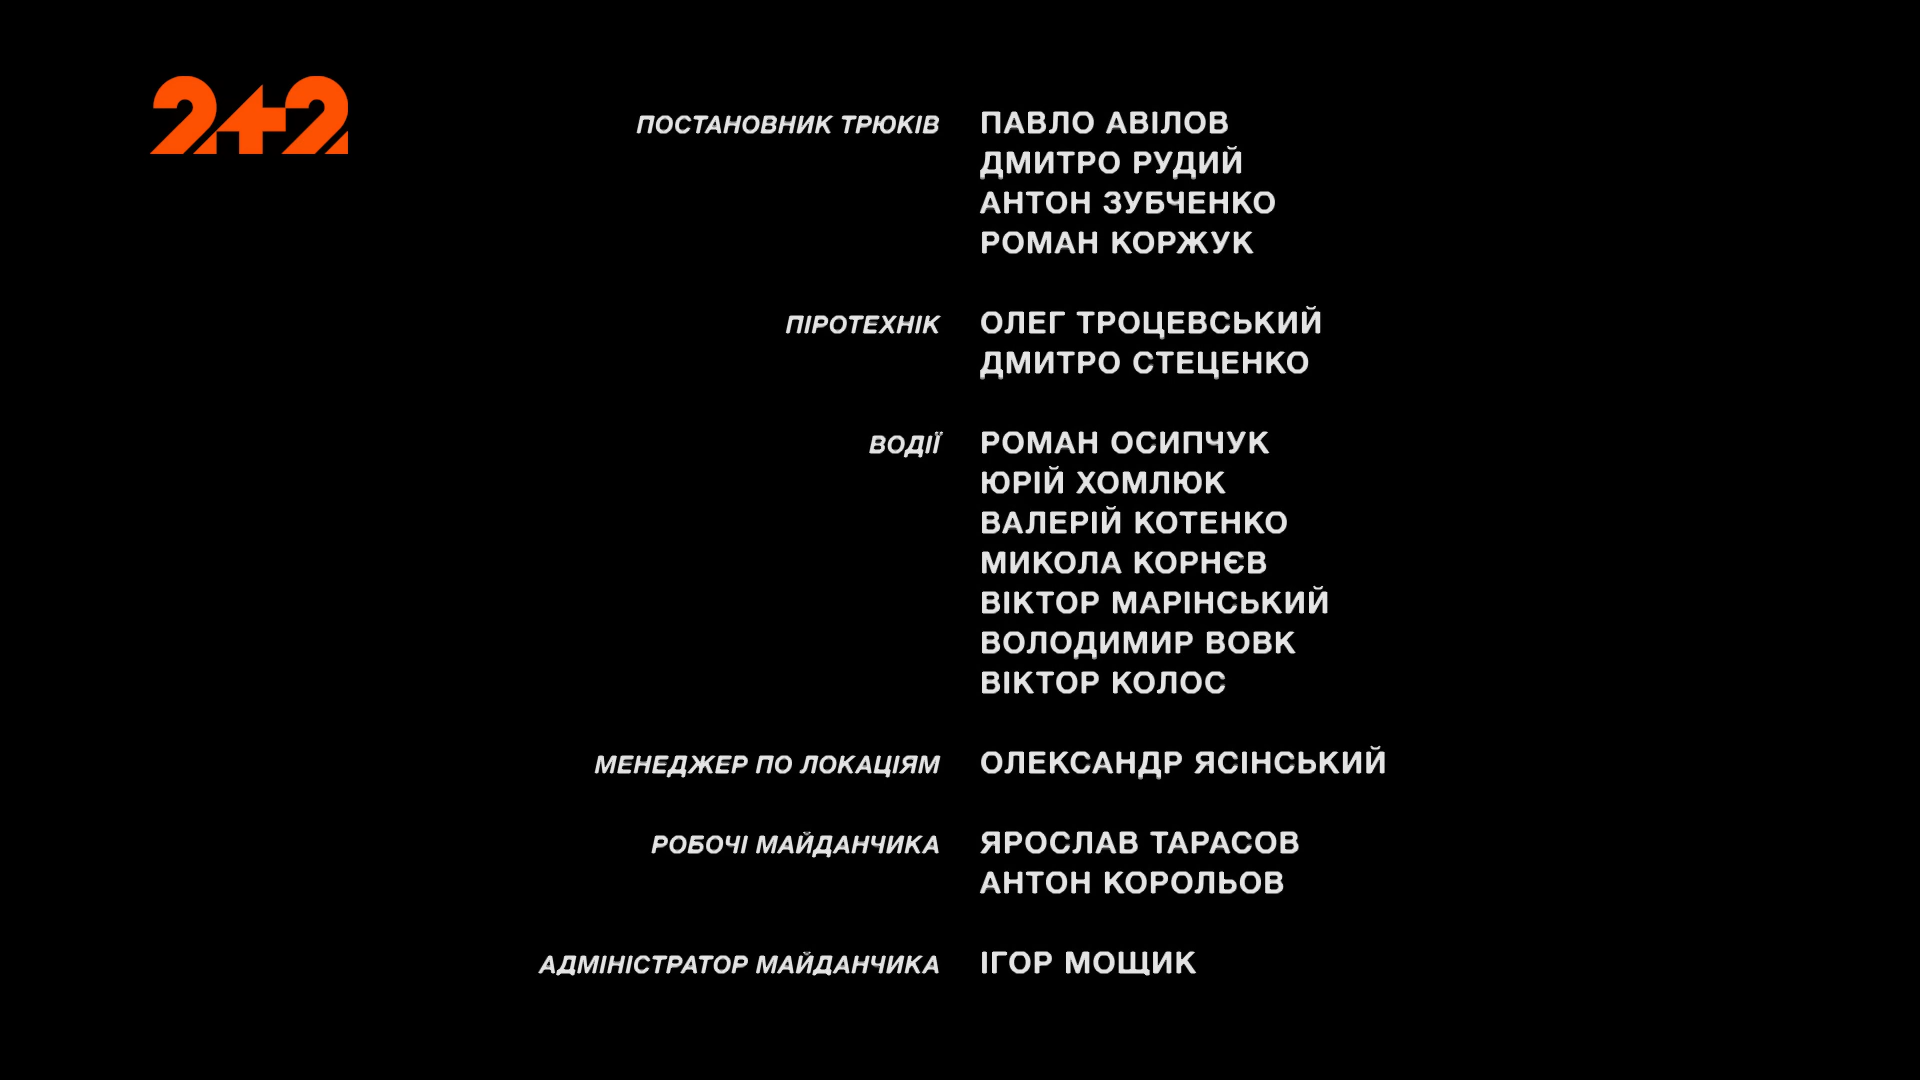 2+2
ПОСТАНОВНИК ТРЮКІВ ПАВЛО АВІЛОВ
ДМИТРО РУДИЙ
АНТОН ЗУБЧЕНКО
РОМАН КОРЖУК
ПІРОТЕХНІК ОЛЕГ ТРОЦЕВСЬКИЙ
ДМИТРО СТЕЦЕНКО
ВОДІЇ РОМАН ОСИПЧУК
ЮРІЙ ХОМЛЮК
ВАЛЕРІЙ КОТЕНКО
МИКОЛА КОРНЄВ
ВІКТОР МАРІНСЬКИЙ
ВОЛОДИМИР ВОВК
ВІКТОР КОЛОС
МЕНЕДЖЕР ПО ЛОКАЦІЯМ ОЛЕКСАНДР ЯСІНСЬКИЙ
РОБОЧІ МАЙДАНЧИКА ЯРОСЛАВ ТАРАСОВ
АНТОН КОРОЛЬОВ
АДМІНІСТРАТОР МАЙДАНЧИКА ІГОР МОЩИК